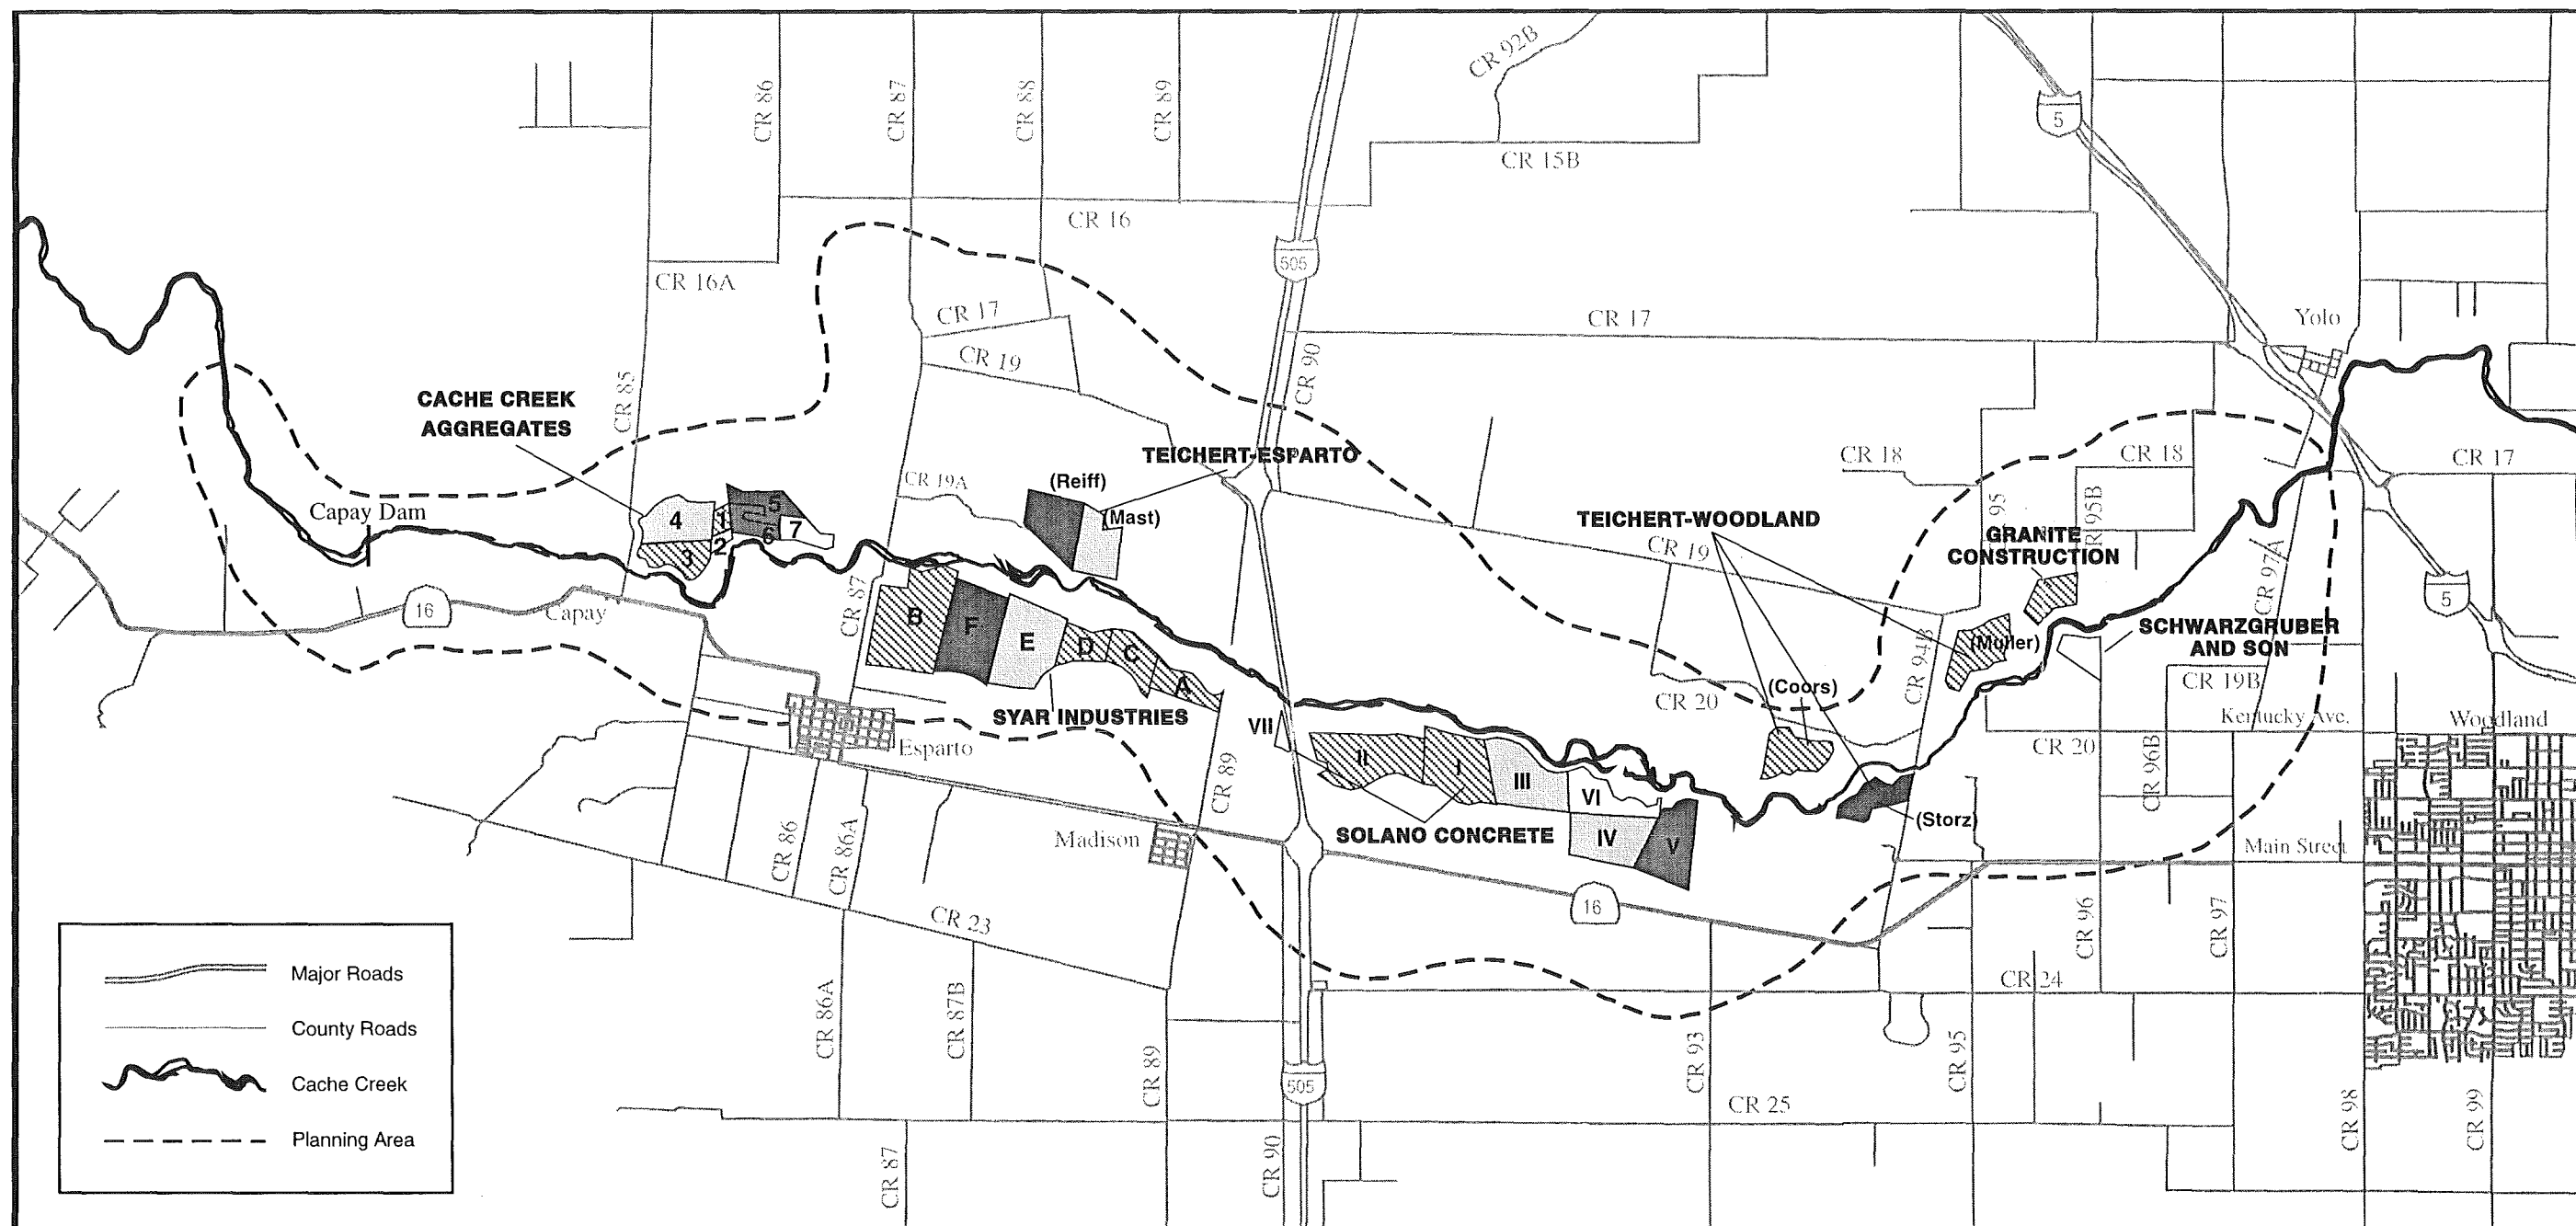 CR 92B
CR 86
CR 87
CR 88
CR 89
5
CR 15B
CR 16
505
CR 16A
CR 17
CR 17
Yolo
CR 19
CR 90
CR 85
CACHE CREEK
AGGREGATES
TEICHERT-ESPARTO
CR 18
CR 18
CR 17
CR 19A
(Reiff)
(Mast)
Capay Dam
4
1
5
6
7
2
3
TEICHERT-WOODLAND
CR 19
95
GRANITE
CONSTRUCTION
CR 97A
5
16
Capay
CR 87
B
F
E
D
C
A
SCHWARZGRUBER
AND SON
(Muller)
CR 94B
CR 19B
(Coors)
CR 20
SYAR INDUSTRIES
VII
Kentucky Ave.
Woodland
Esparto
CR 20
CR 96B
II
I
III
VI
CR 89
IV
V
(Storz)
SOLANO CONCRETE
Madison
Main Street
CR 86
CR 86A
16
CR 23
CR 96
CR 97
CR 24
Major Roads
County Roads
Cache Creek
Planning Area
CR 86A
CR 87B
CR 89
505
CR 93
CR 95
CR 25
CR 98
CR 99
CR 87
CR 90